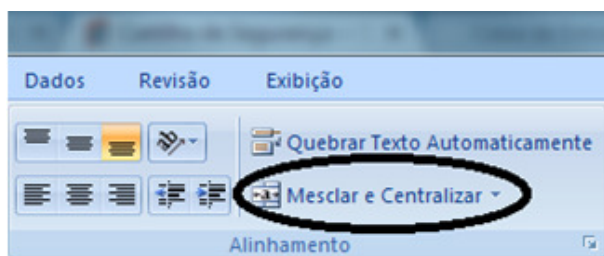 Dados Revisão Exibição
Quebrar Texto Automaticamente
Mesclar e Centralizar
Alinhamento